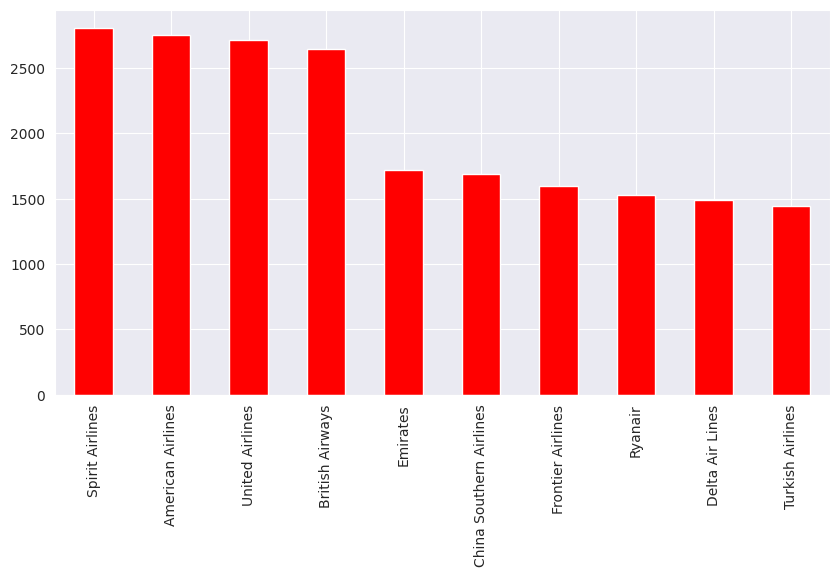 2500
2000
1500
1000
500
0
Spirit Airlines
American Airlines
United Airlines
British Airways
Emirates
China Southern Airlines
Frontier Airlines
Ryanair
Delta Air Lines
Turkish Airlines